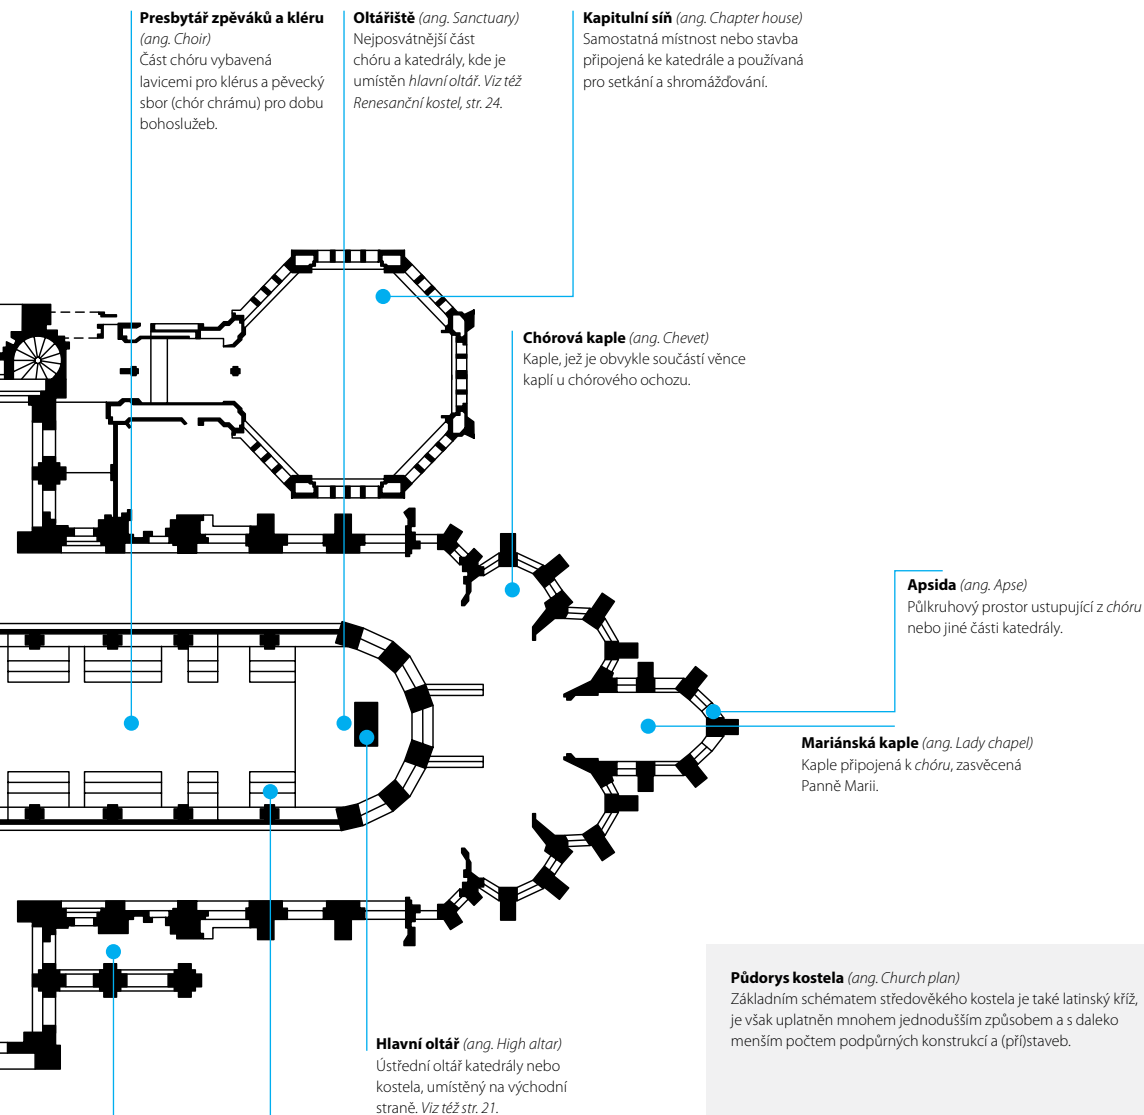 Presbytář zpěváků a kléru
(ang. Choir)
Část chóru vybavená
lavicemi pro klérus a pěvecký
sbor (chór chrámu) pro dobu
bohoslužeb.
Oltářiště (ang. Sanctuary)
Nejposvátnější část
chóru a katedrály, kde je
umístěn hlavní oltář. Viz též
Renesanční kostel, str. 24.
Kapitulní síň (ang. Chapter house)
Samostatná místnost nebo stavba
připojená ke katedrále a používaná
pro setkání a shromážďování.
Chórová kaple (ang. Chevet)
Kaple, jež je obvykle součástí věnce
kaplí u chórového ochozu.
Apsida (ang. Apse)
Půlkruhový prostor ustupující z chóru
nebo jiné části katedrály.
Mariánská kaple (ang. Lady chapel)
Kaple připojená k chóru, zasvěcená
Panně Marii.
Půdorys kostela (ang. Church plan)
Základním schématem středověkého kostela je také latinský kříž,
je však uplatněn mnohem jednodušším způsobem a s daleko
menším počtem podpůrných konstrukcí a (pří)staveb.
Hlavní oltář (ang. High altar)
Ústřední oltář katedrály nebo
kostela, umístěný na východní
straně. Viz též str. 21.